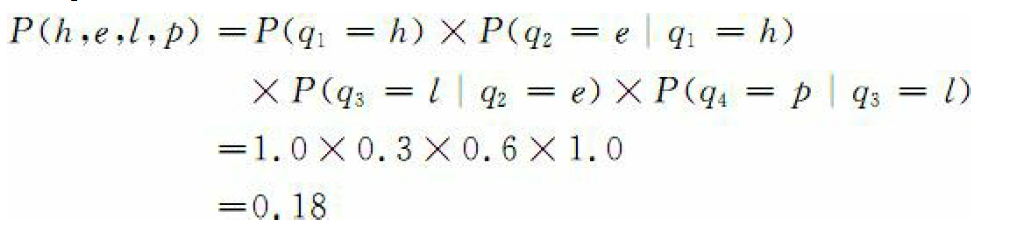 P(h,e,l,p) =P(q₁ = h) × P(q₂ = e | q₁ = h)
× P(q₃ = l | q₂ = e) × P(q₄ = p | q₃ = l)
=1.0 × 0.3 × 0.6 × 1.0
=0.18